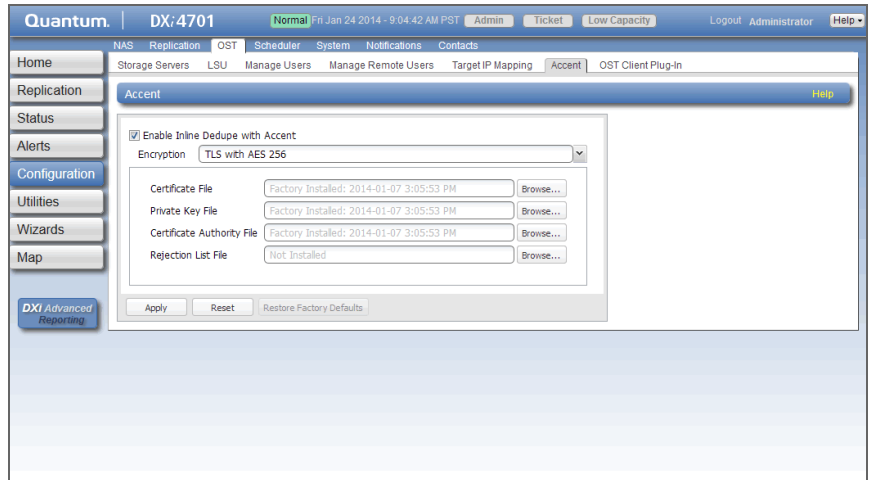 Quantum. DXi4701 Normal Fri Jan 24 2014 - 9:04:42 AM PST Admin Ticket Low Capacity Logout Administrator Help
NAS Replication OST Scheduler System Notifications Contacts
Storage Servers LSU Manage Users Manage Remote Users Target IP Mapping Accent OST Client Plug-In
Home
Replication
Status
Alerts
Configuration
Utilities
Wizards
Map
DXI Advanced
Reporting
Accent Help
Enable Inline Dedupe with Accent
Encryption TLS with AES 256
Certificate File Factory Installed: 2014-01-07 3:05:53 PM Browse...
Private Key File Factory Installed: 2014-01-07 3:05:53 PM Browse...
Certificate Authority File Factory Installed: 2014-01-07 3:05:53 PM Browse...
Rejection List File Not Installed Browse...
Apply Reset Restore Factory Defaults